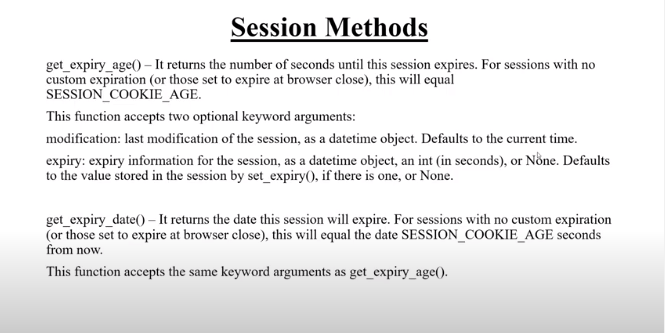 Session Methods
get_expiry_age() – It returns the number of seconds until this session expires. For sessions with no
custom expiration (or those set to expire at browser close), this will equal
SESSION_COOKIE_AGE.
This function accepts two optional keyword arguments:
modification: last modification of the session, as a datetime object. Defaults to the current time.
expiry: expiry information for the session, as a datetime object, an int (in seconds), or None. Defaults
to the value stored in the session by set_expiry(), if there is one, or None.
get_expiry_date() – It returns the date this session will expire. For sessions with no custom expiration
(or those set to expire at browser close), this will equal the date SESSION_COOKIE_AGE seconds
from now.
This function accepts the same keyword arguments as get_expiry_age().